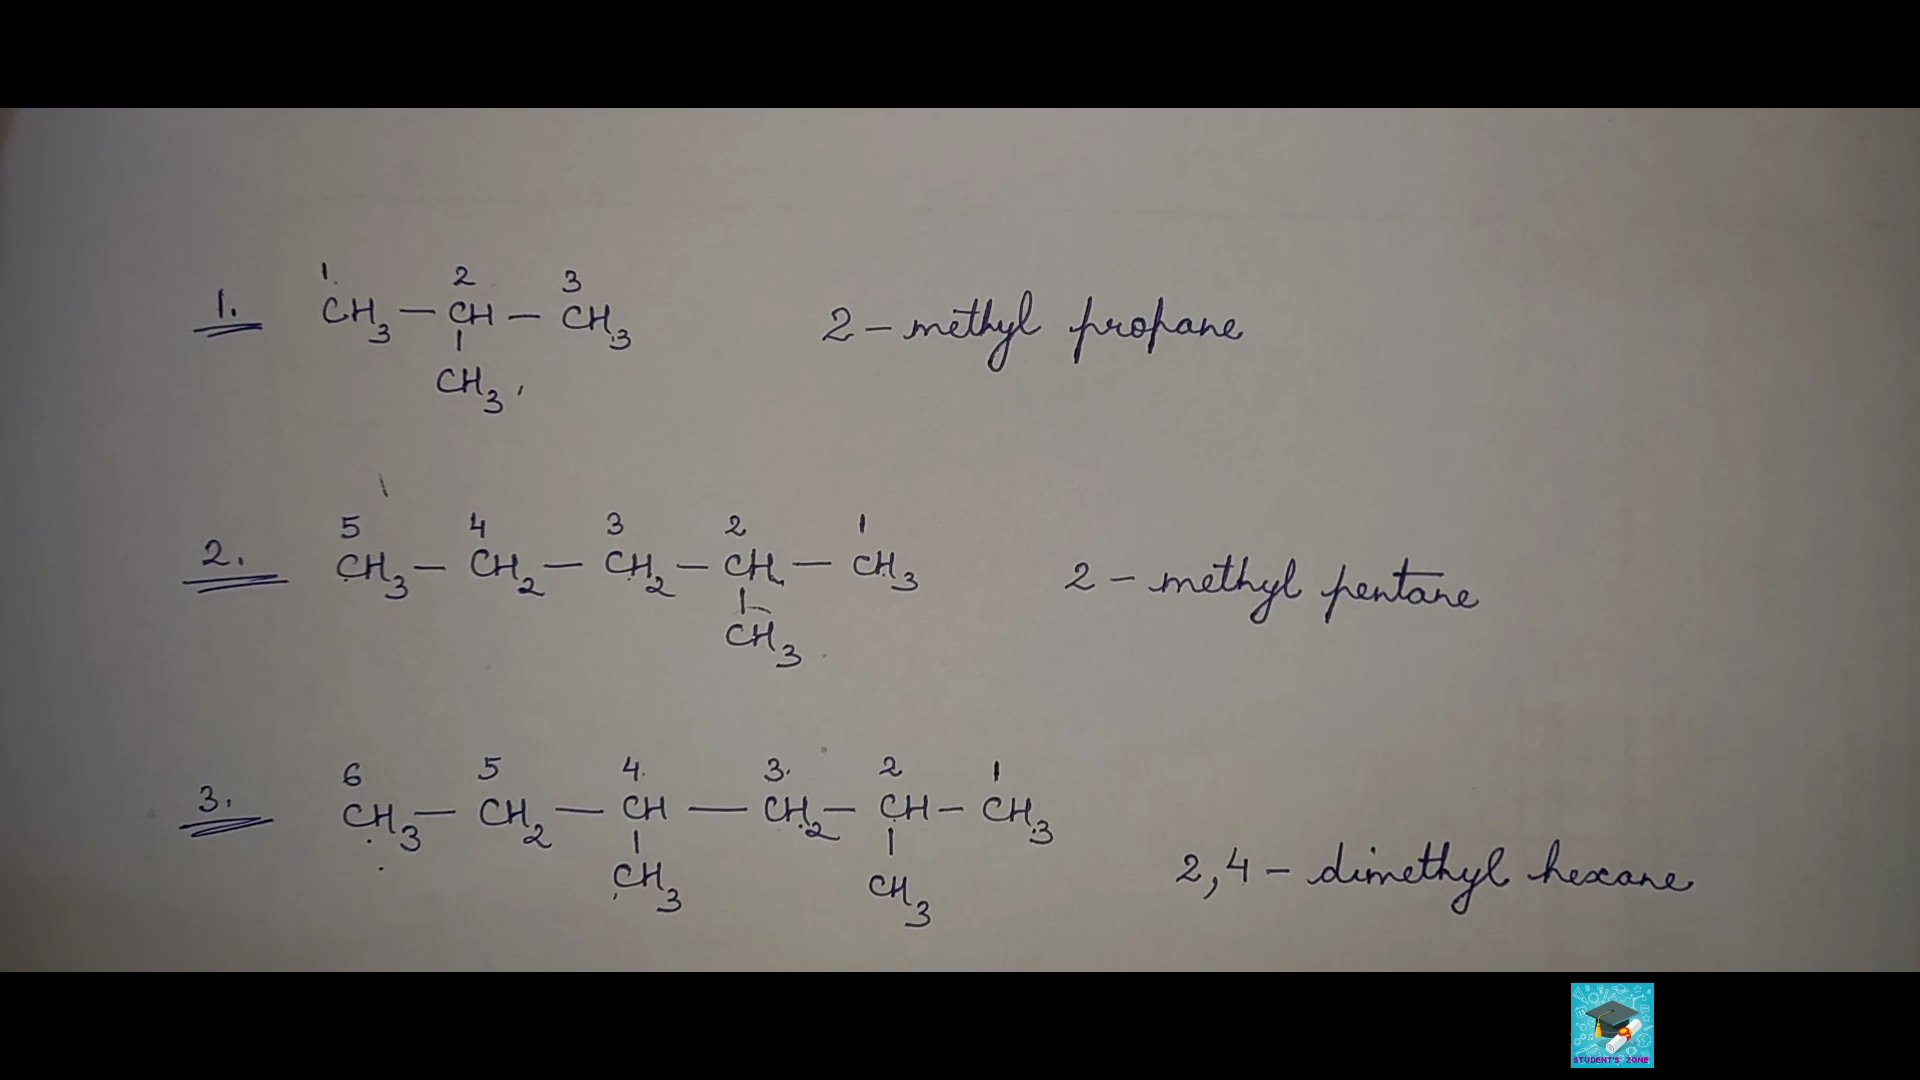 1 2 3
1. CH3 — CH — CH3 2 - methyl propane
CH3
5 4 3 2 1
2. CH3 — CH2 — CH2 — CH — CH3 2 - methyl pentane
CH3
6 5 4 3 2 1
3. CH3 — CH2 — CH — CH2 — CH — CH3
CH3 CH3 2,4 - dimethyl hexane
STUDENT'S ZONE